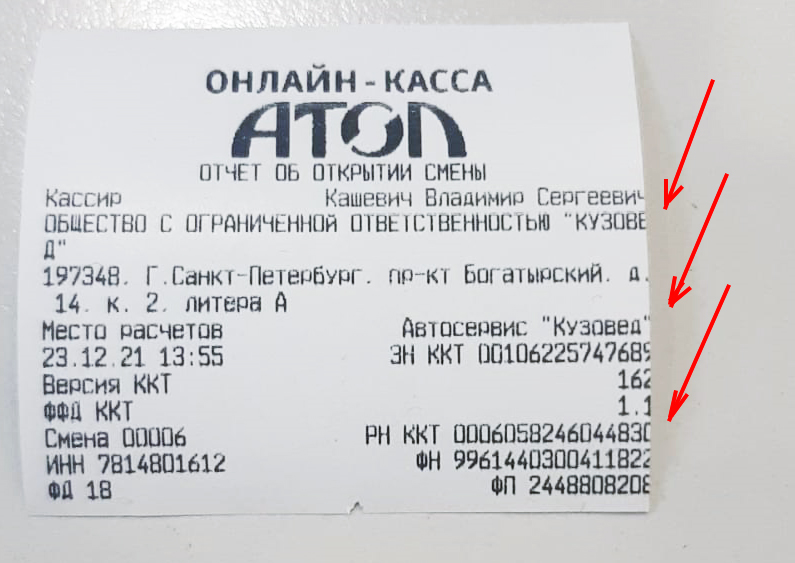 ОНЛАЙН-КАССА
АТОЛ
ОТЧЕТ ОБ ОТКРЫТИИ СМЕНЫ
Кассир Кашевич Владимир Сергеевич
ОБЩЕСТВО С ОГРАНИЧЕННОЙ ОТВЕТСТВЕННОСТЬЮ "КУЗОВЕ
Д"
197348. Г.Санкт-Петербург. пр-кт Богатырский. д.
14. к. 2. литера А
Место расчетов Автосервис "Кузовед"
23.12.21 13:55 ЗН ККТ 00106225747689
Версия ККТ 162
ФФД ККТ 1.1
Смена 00006 РН ККТ 0006058246044830
ИНН 7814801612 ФН 9961440300411822
ФД 18 ФП 2448808208